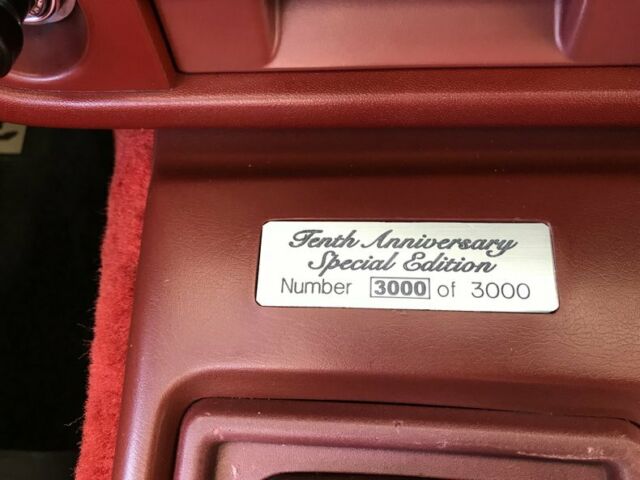 Tenth Anniversary
Special Edition
Number 3000 of 3000